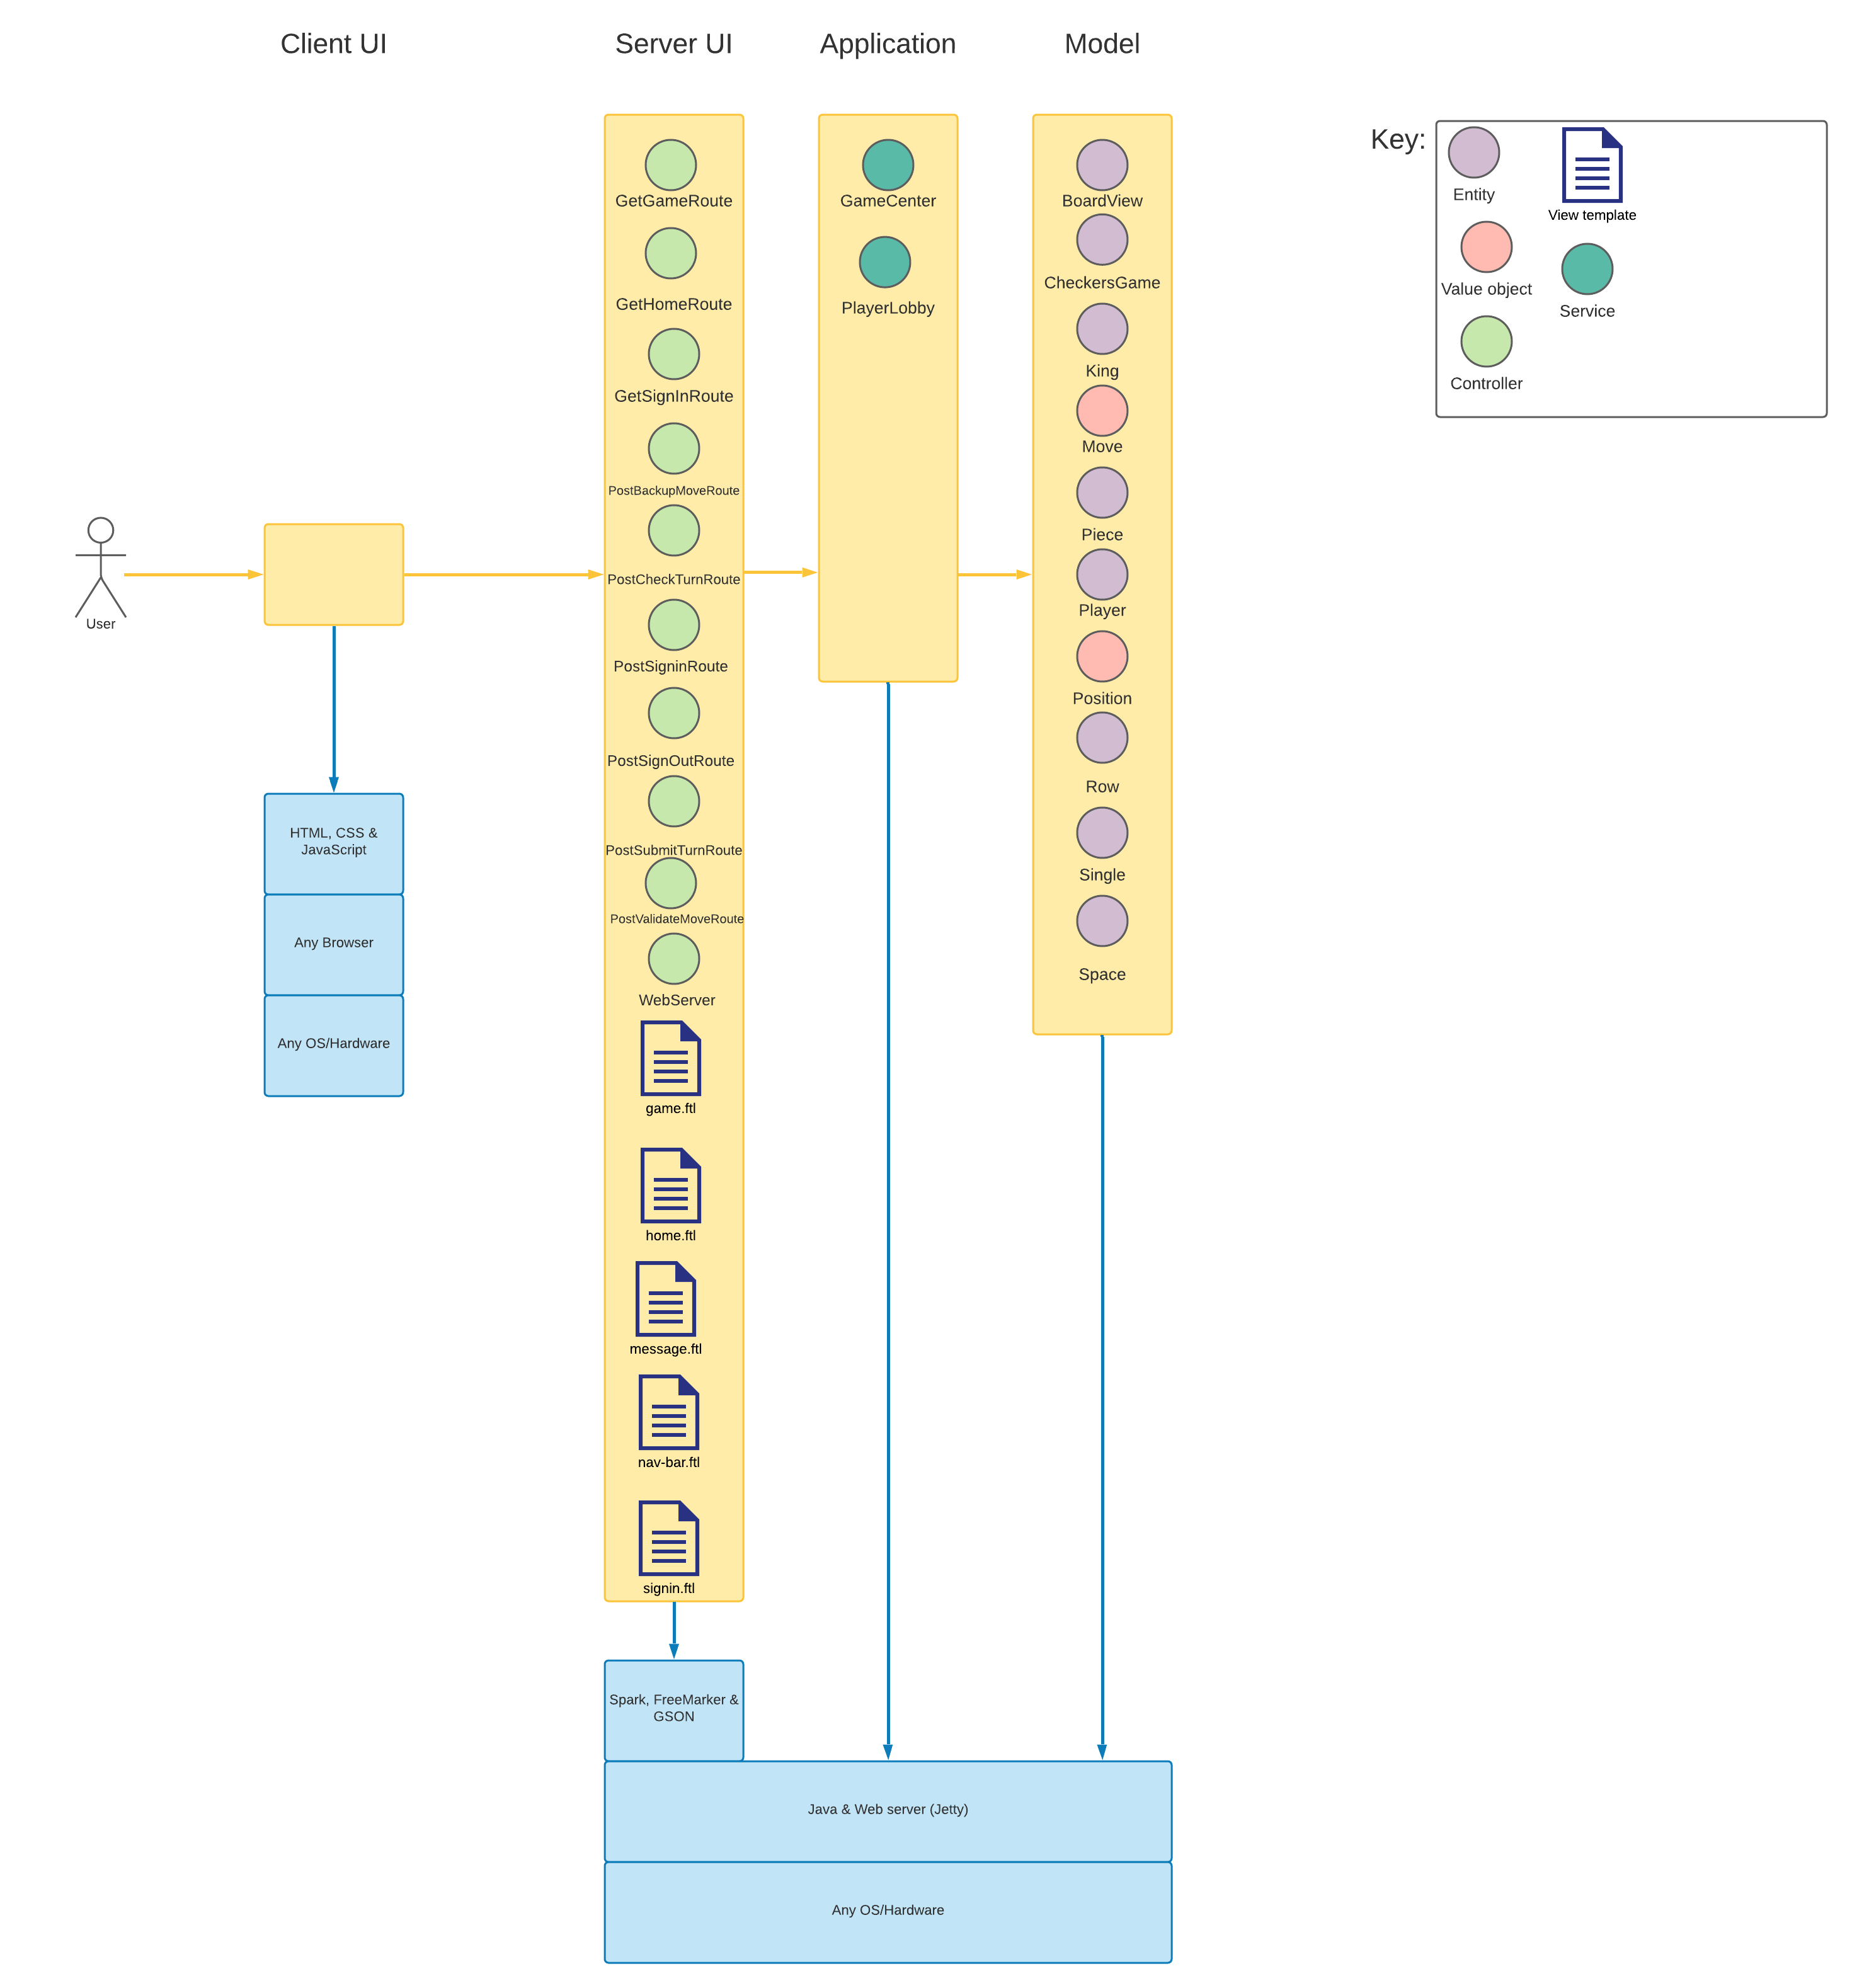 Client UI
Server UI
Application
Model
Key:
Entity
View template
Value object
Service
Controller
User
HTML, CSS &
JavaScript
Any Browser
Any OS/Hardware
GetGameRoute
GetHomeRoute
GetSignInRoute
PostBackupMoveRoute
PostCheckTurnRoute
PostSigninRoute
PostSignOutRoute
PostSubmitTurnRoute
PostValidateMoveRoute
WebServer
game.ftl
home.ftl
message.ftl
nav-bar.ftl
signin.ftl
GameCenter
PlayerLobby
BoardView
CheckersGame
King
Move
Piece
Player
Position
Row
Single
Space
Spark, FreeMarker &
GSON
Java & Web server (Jetty)
Any OS/Hardware